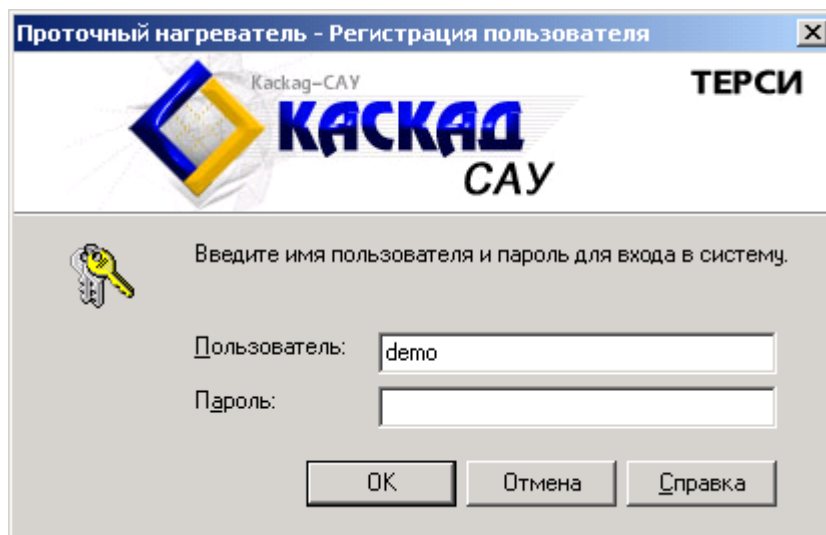 Проточный нагреватель - Регистрация пользователя
Каскад-САУ
ТЕРСИ
КАСКАД
САУ
Введите имя пользователя и пароль для входа в систему.
Пользователь: demo
Пароль:
OK Отмена Справка